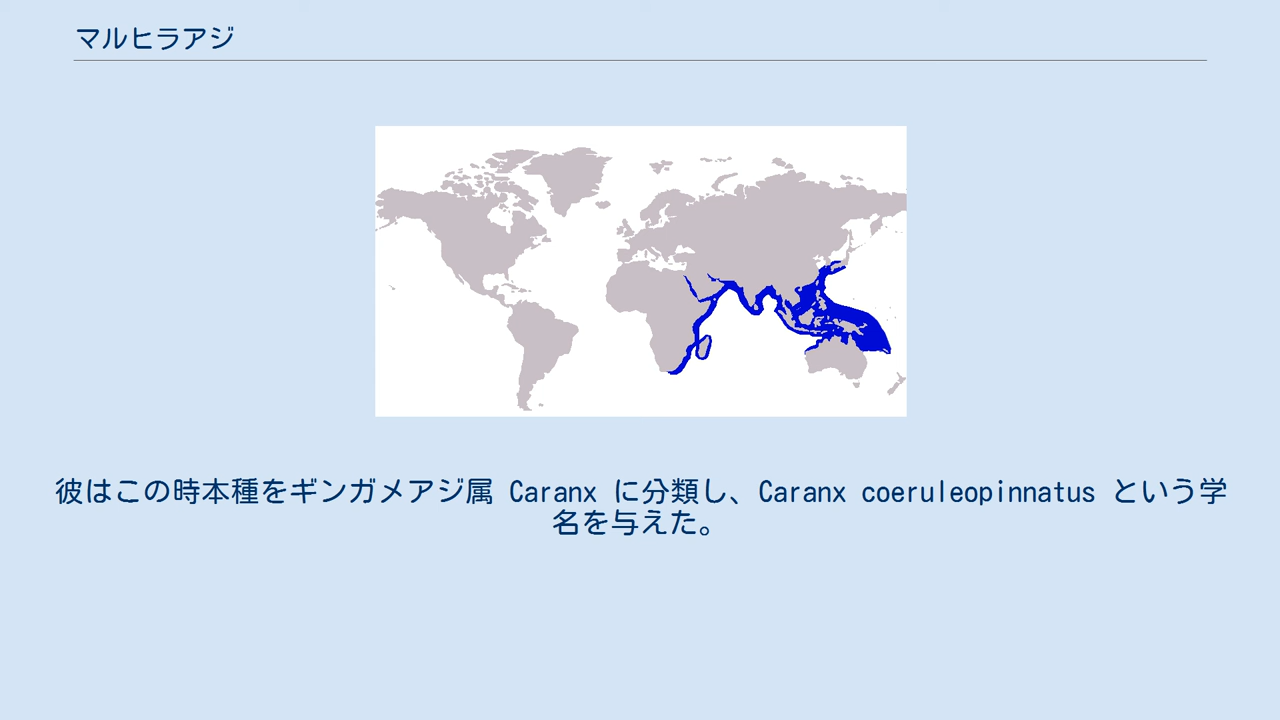 マルヒラアジ
彼はこの時本種をギンガメアジ属 Caranx に分類し、Caranx coeruleopinnatus という学
名を与えた。